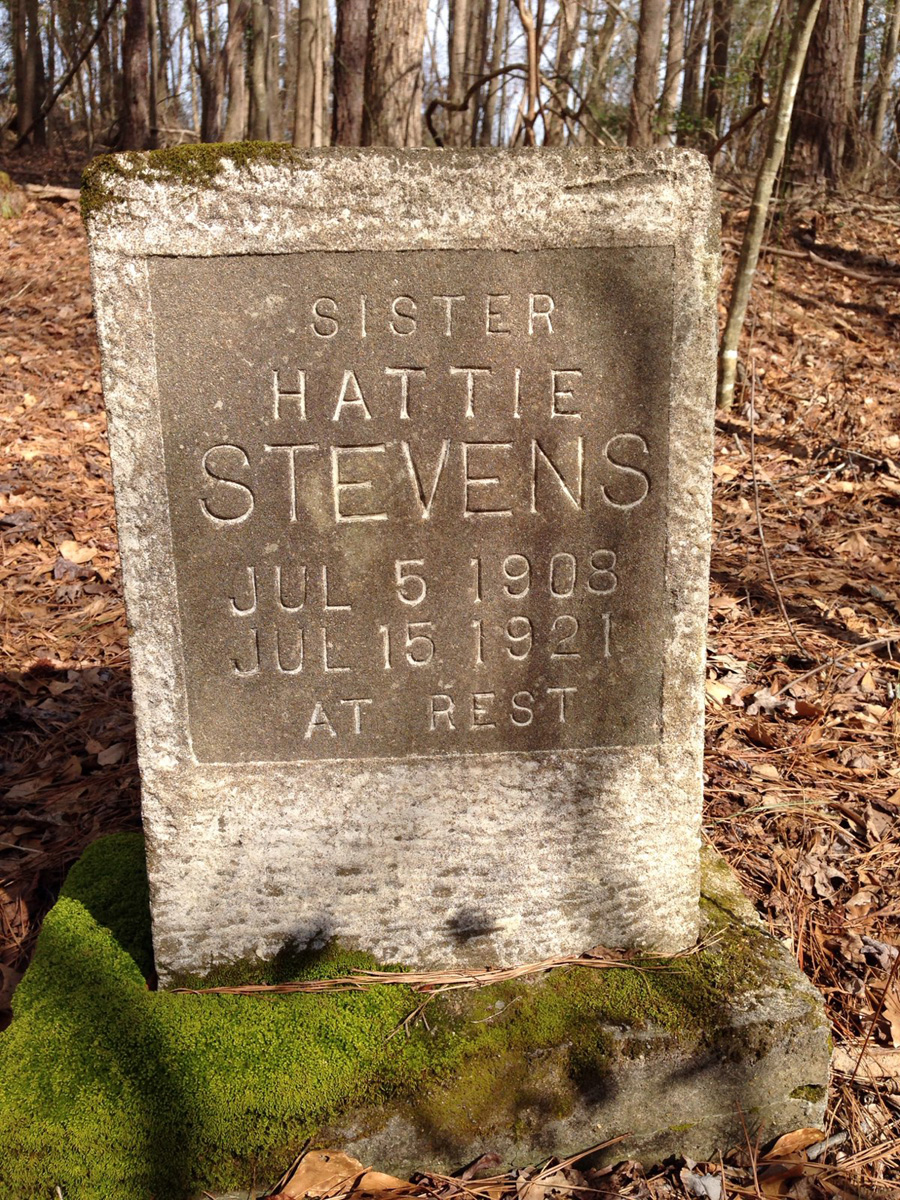 SISTER
HATTIE
STEVENS
JUL 5 1908
JUL 15 1921
AT REST